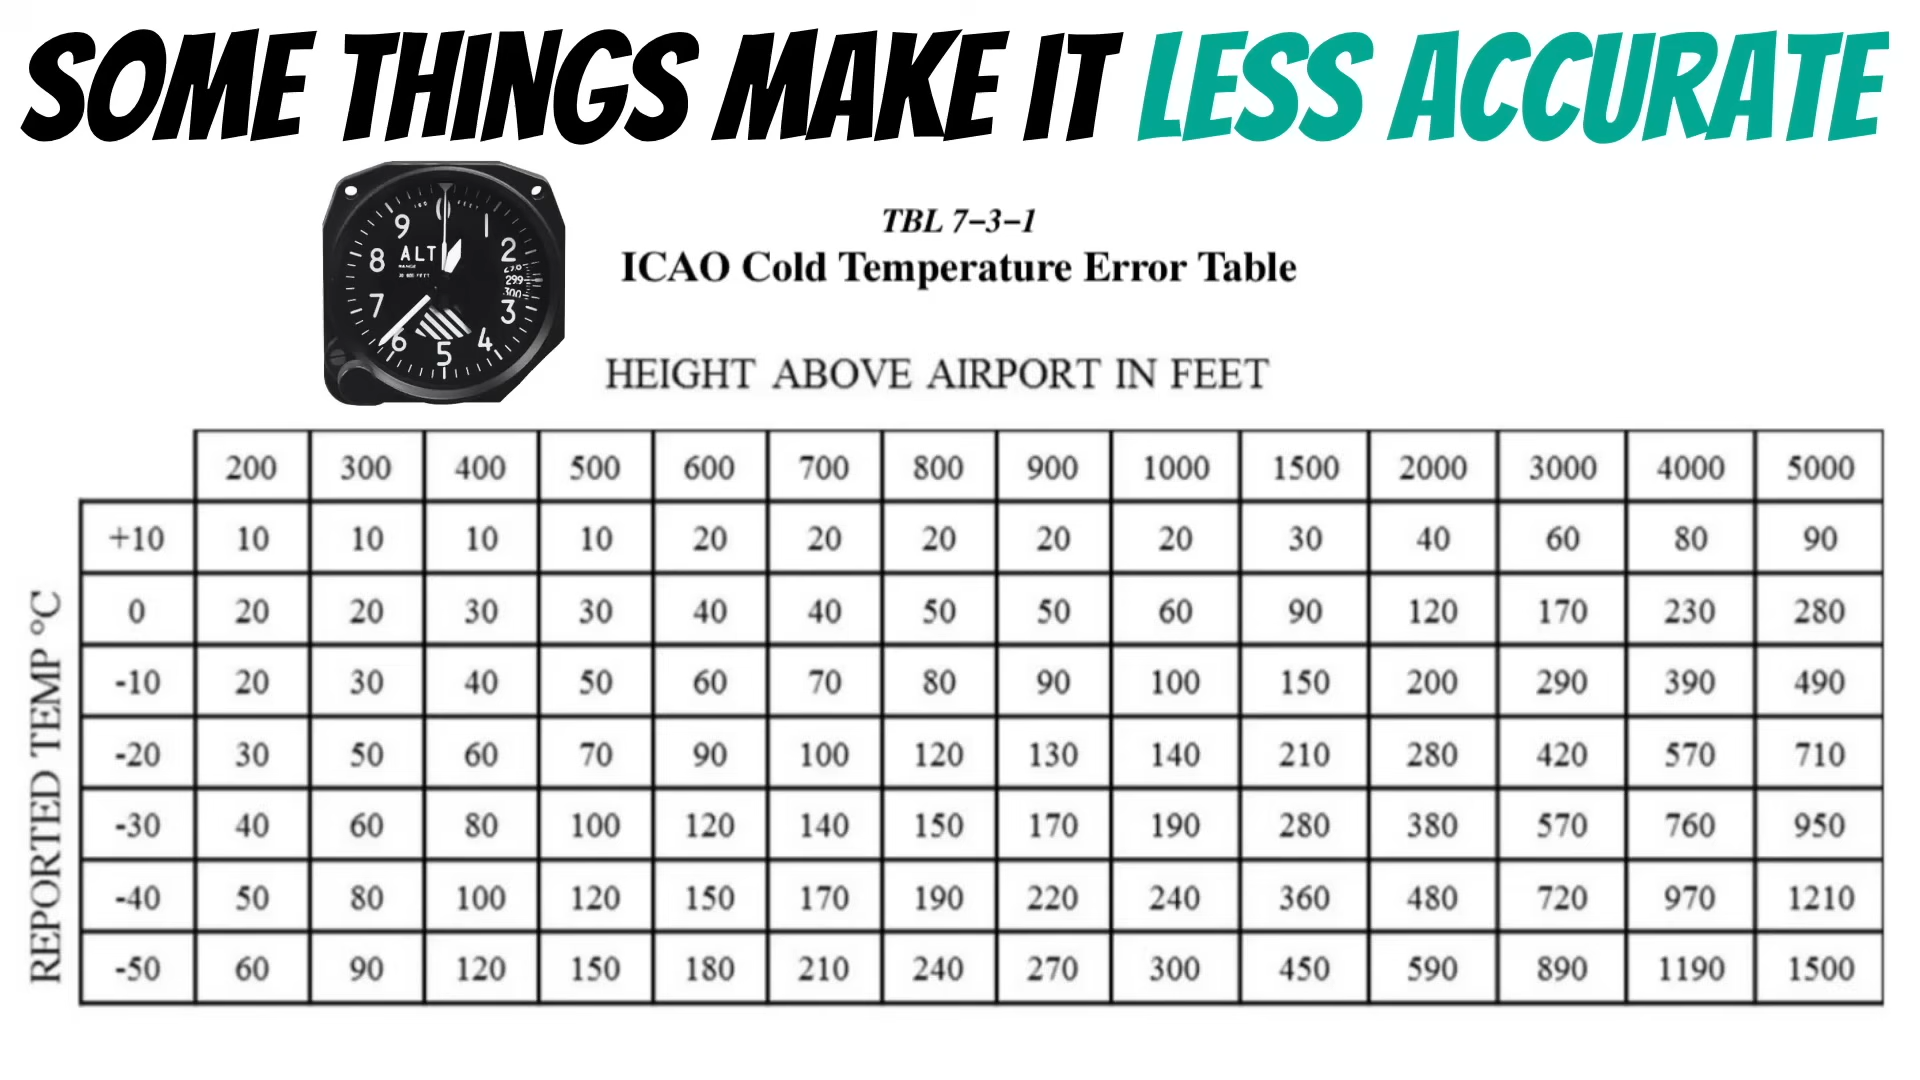 SOME THINGS MAKE IT LESS ACCURATE
TBL 7-3-1
ICAO Cold Temperature Error Table
ALT
0
1
2
3
4
5
6
7
8
9
299
300
HEIGHT ABOVE AIRPORT IN FEET
REPORTED TEMP °C
200 300 400 500 600 700 800 900 1000 1500 2000 3000 4000 5000
+10 10 10 10 10 20 20 20 20 20 30 40 60 80 90
0 20 20 30 30 40 40 50 50 60 90 120 170 230 280
-10 20 30 40 50 60 70 80 90 100 150 200 290 390 490
-20 30 50 60 70 90 100 120 130 140 210 280 420 570 710
-30 40 60 80 100 120 140 150 170 190 280 380 570 760 950
-40 50 80 100 120 150 170 190 220 240 360 480 720 970 1210
-50 60 90 120 150 180 210 240 270 300 450 590 890 1190 1500